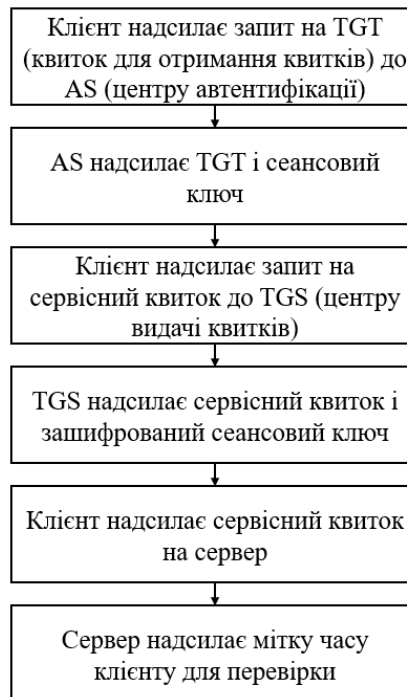 Клієнт надсилає запит на TGT
(квиток для отримання квитків) до
AS (центру автентифікації)
AS надсилає TGT і сеансовий
ключ
Клієнт надсилає запит на
сервісний квиток до TGS (центру
видачі квитків)
TGS надсилає сервісний квиток і
зашифрований сеансовий ключ
Клієнт надсилає сервісний квиток
на сервер
Сервер надсилає мітку часу
клієнту для перевірки